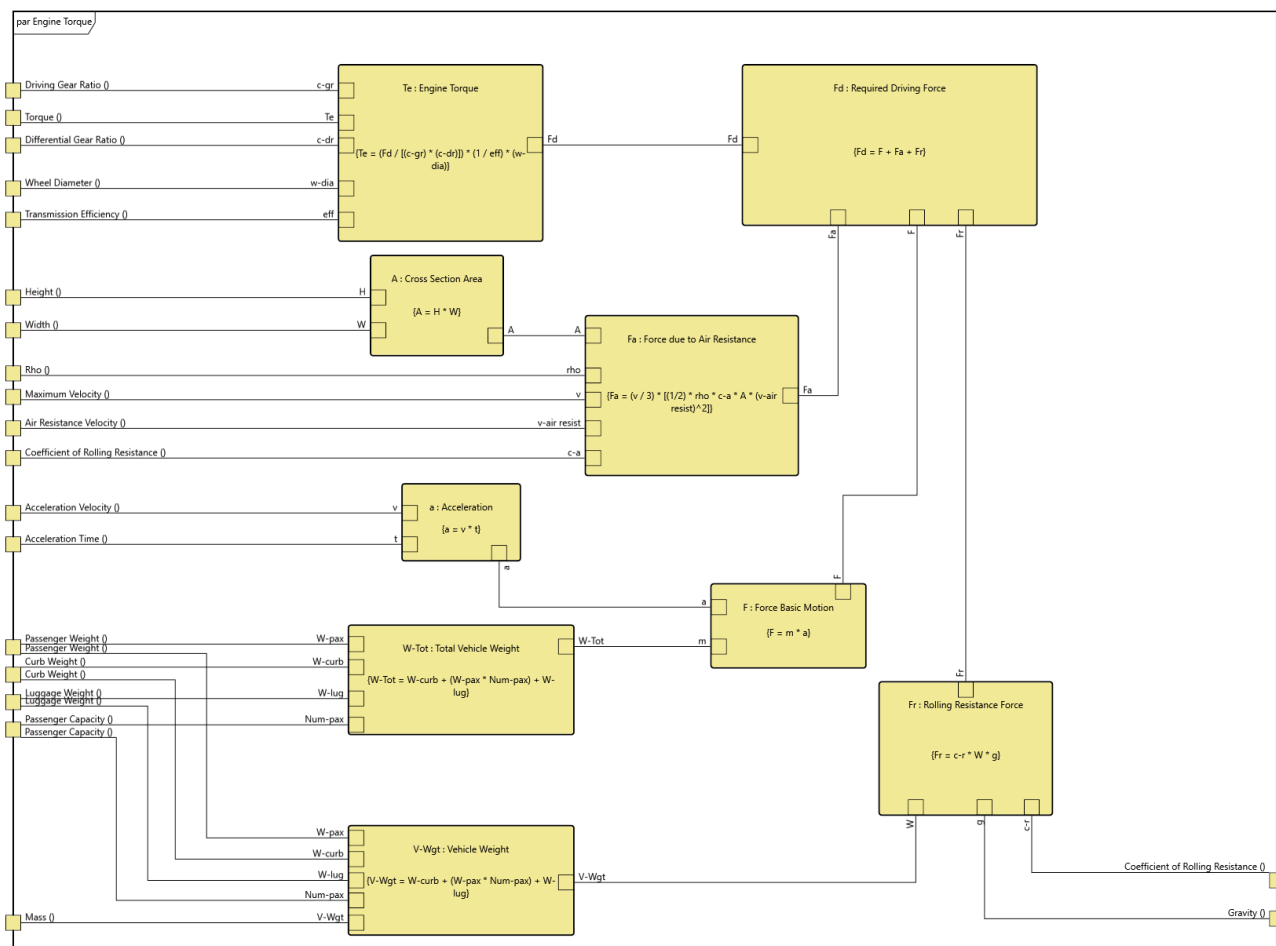 par Engine Torque
Driving Gear Ratio ()
c-gr
Torque ()
Te
Differential Gear Ratio ()
c-dr
Wheel Diameter ()
w-dia
Transmission Efficiency ()
eff
Te : Engine Torque
{Te = (Fd / [(c-gr) * (c-dr)]) * (1 / eff) * (w-
dia)}
Fd
Fd
Fd : Required Driving Force
{Fd = F + Fa + Fr}
Fa
F
Fr
Height ()
H
Width ()
W
A : Cross Section Area
{A = H * W}
A
A
Rho ()
rho
Maximum Velocity ()
v
Air Resistance Velocity ()
v-air resist
Coefficient of Rolling Resistance ()
c-a
Fa : Force due to Air Resistance
{Fa = (v / 3) * [(1/2) * rho * c-a * A * (v-air
resist)^2]}
Fa
Acceleration Velocity ()
v
Acceleration Time ()
t
a : Acceleration
{a = v * t}
a
a
F
F : Force Basic Motion
{F = m * a}
m
Passenger Weight ()
W-pax
Passenger Weight ()
Curb Weight ()
W-curb
Curb Weight ()
Luggage Weight ()
W-lug
Luggage Weight ()
Passenger Capacity ()
Num-pax
Passenger Capacity ()
W-Tot : Total Vehicle Weight
{W-Tot = W-curb + (W-pax * Num-pax) + W-
lug}
W-Tot
Fr
Fr : Rolling Resistance Force
{Fr = c-r * W * g}
W
g
c-r
W-pax
W-curb
W-lug
Num-pax
Mass ()
V-Wgt
V-Wgt : Vehicle Weight
{V-Wgt = W-curb + (W-pax * Num-pax) + W-
lug}
V-Wgt
Coefficient of Rolling Resistance ()
Gravity ()